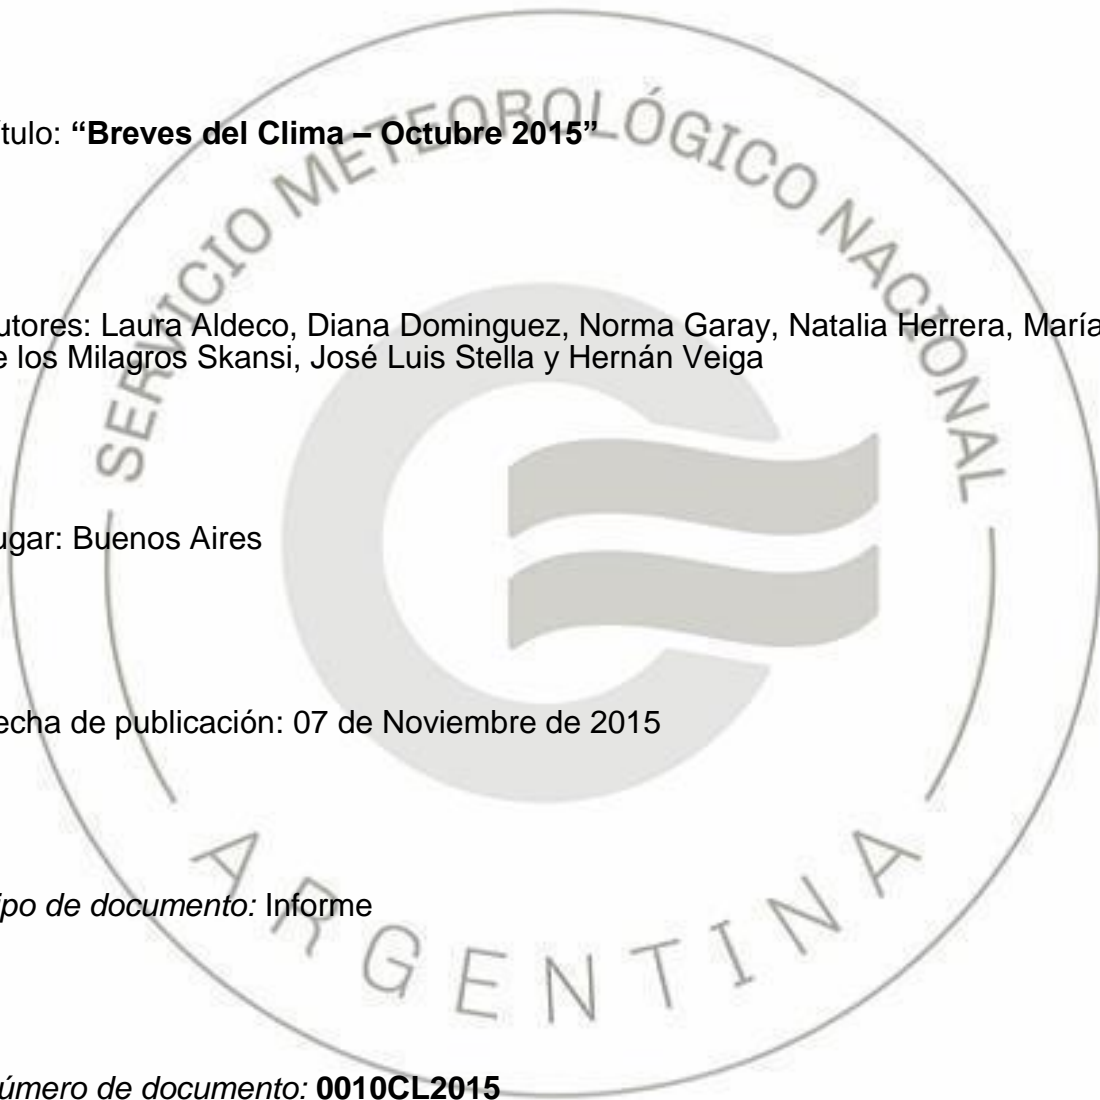 SERVICIO METEOROLÓGICO NACIONAL
ítulo: “Breves del Clima – Octubre 2015”
utores: Laura Aldeco, Diana Dominguez, Norma Garay, Natalia Herrera, María
e los Milagros Skansi, José Luis Stella y Hernán Veiga
ugar: Buenos Aires
echa de publicación: 07 de Noviembre de 2015
ipo de documento: Informe
ARGENTINA
úmero de documento: 0010CL2015